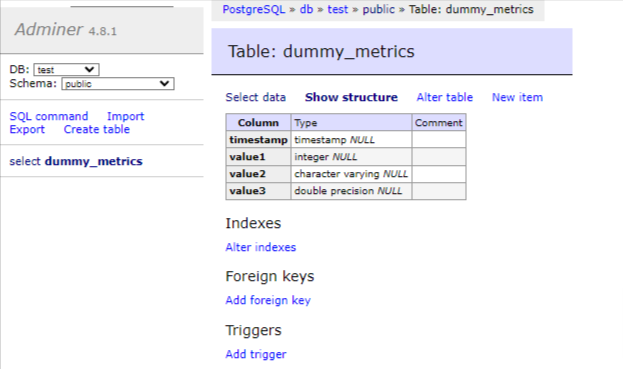 PostgreSQL » db » test » public » Table: dummy_metrics
Adminer 4.8.1
Table: dummy_metrics
DB: test
Schema: public
SQL command Import
Export Create table
select dummy_metrics
Select data Show structure Alter table New item
Column Type Comment
timestamp timestamp NULL
value1 integer NULL
value2 character varying NULL
value3 double precision NULL
Indexes
Alter indexes
Foreign keys
Add foreign key
Triggers
Add trigger